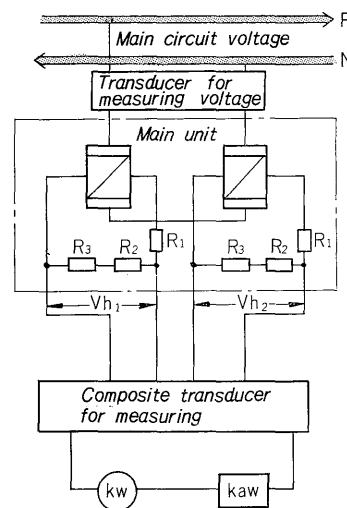 P
Main circuit voltage
N
Transducer for
measuring voltage
Main unit
R1 R1
R3 R2 R3 R2
Vh1 Vh2
Composite transducer
for measuring
kw kaw